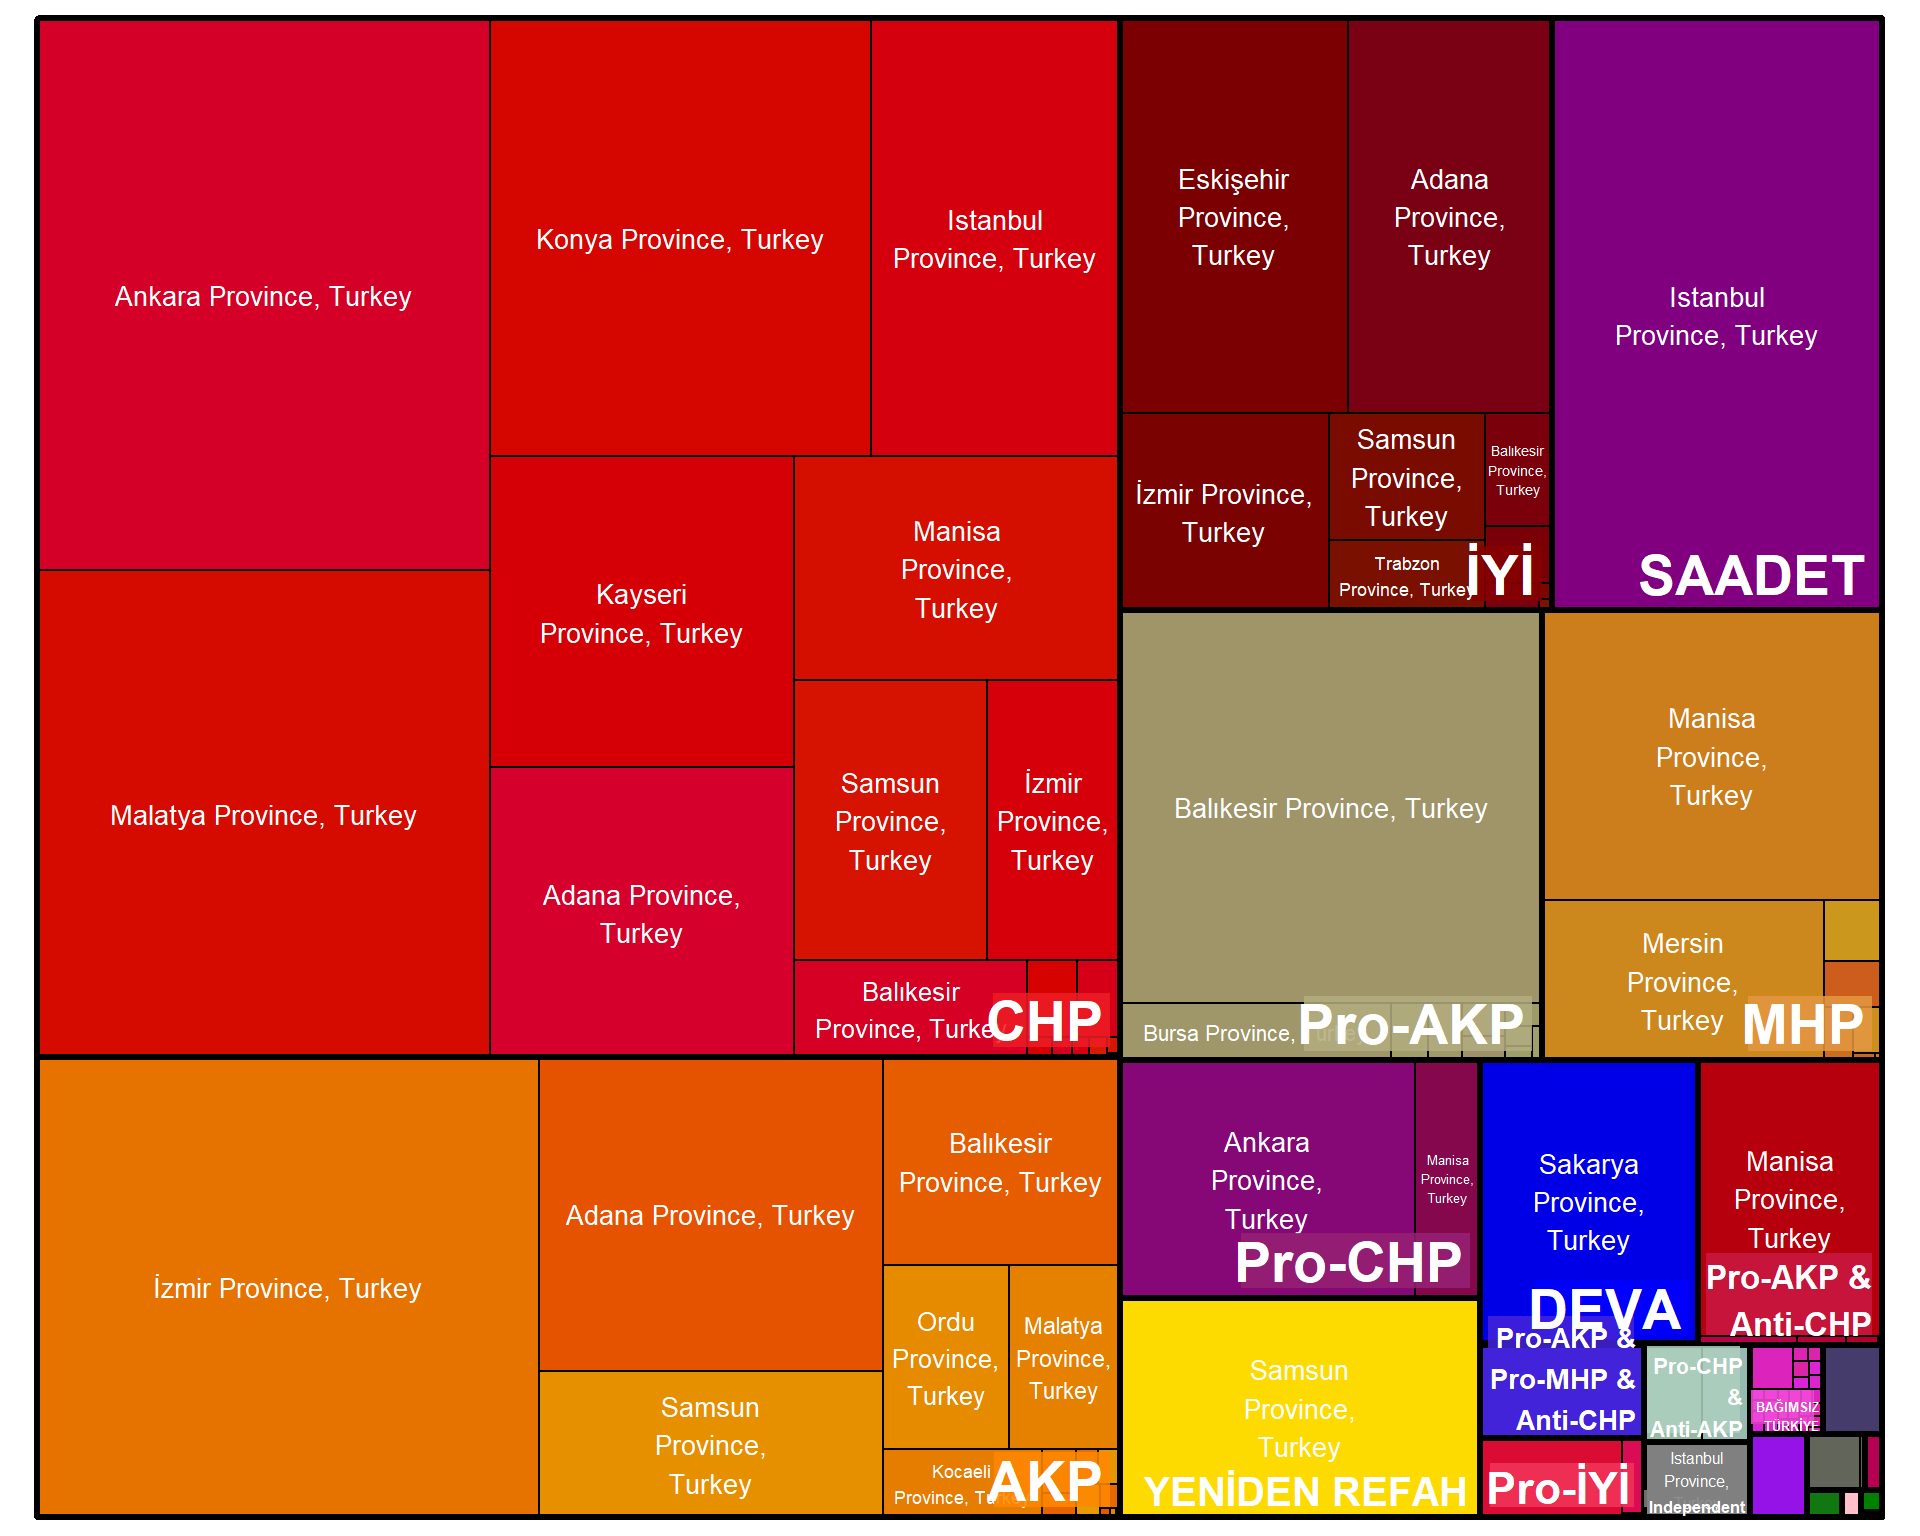 Ankara Province, Turkey
Konya Province, Turkey
Istanbul
Province, Turkey
Malatya Province, Turkey
Kayseri
Province, Turkey
Manisa
Province,
Turkey
Adana Province,
Turkey
Samsun
Province,
Turkey
İzmir
Province,
Turkey
Balıkesir
Province, Turkey
CHP
İzmir Province, Turkey
Adana Province, Turkey
Samsun
Province,
Turkey
Balıkesir
Province, Turkey
Ordu
Province,
Turkey
Malatya
Province,
Turkey
Kocaeli
Province, Turkey
AKP
Eskişehir
Province,
Turkey
Adana
Province,
Turkey
İzmir Province,
Turkey
Samsun
Province,
Turkey
Balıkesir
Province,
Turkey
Trabzon
Province, Turkey
İYİ
Istanbul
Province, Turkey
SAADET
Balıkesir Province, Turkey
Bursa Province, Turkey
Pro-AKP
Manisa
Province,
Turkey
Mersin
Province,
Turkey
MHP
Ankara
Province,
Turkey
Manisa
Province,
Turkey
Pro-CHP
Samsun
Province,
Turkey
YENİDEN REFAH
Sakarya
Province,
Turkey
DEVA
Manisa
Province,
Turkey
Pro-AKP &
Anti-CHP
Pro-AKP &
Pro-MHP &
Anti-CHP
Pro-CHP
&
Anti-AKP
BAĞIMSIZ
TÜRKİYE
Pro-İYİ
Istanbul
Province,
Independent